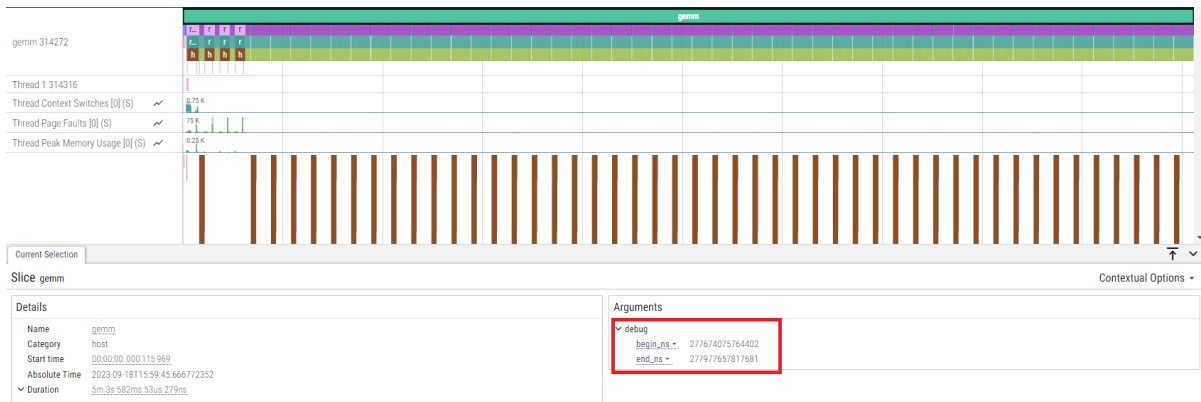 gemm
r... r r r
gemm 314272
r... r r r
h h h h
Thread 1 314316
Thread Context Switches [0] (S) 0.75 K
Thread Page Faults [0] (S) 75 K
Thread Peak Memory Usage [0] (S) 0.25 K
Current Selection
Slice gemm Contextual Options
Details Arguments
Name gemm debug
Category host begin_ns 277674075764402
Start time 00:00:00.000 115 969 end_ns 277977657817681
Absolute Time 2023-09-18T15:59:45.666772352
Duration 5m 3s 582ms 53us 279ns